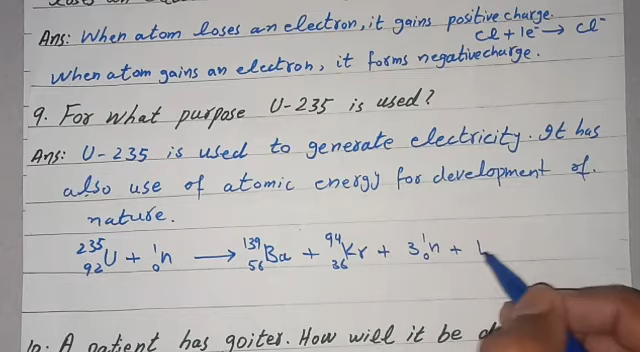 Ans: When atom loses an electron, it gains positive charge.
Cl + 1e⁻ → Cl⁻
When atom gains an electron, it forms negative charge.
9. For what purpose U-235 is used?
Ans: U-235 is used to generate electricity. It has
also use of atomic energy for development of
nature.
²³⁵₉₂U + ¹₀n → ¹³⁹₅₆Ba + ⁹⁴₃₆Kr + 3¹₀n +
10. A patient has goiter. How will it be